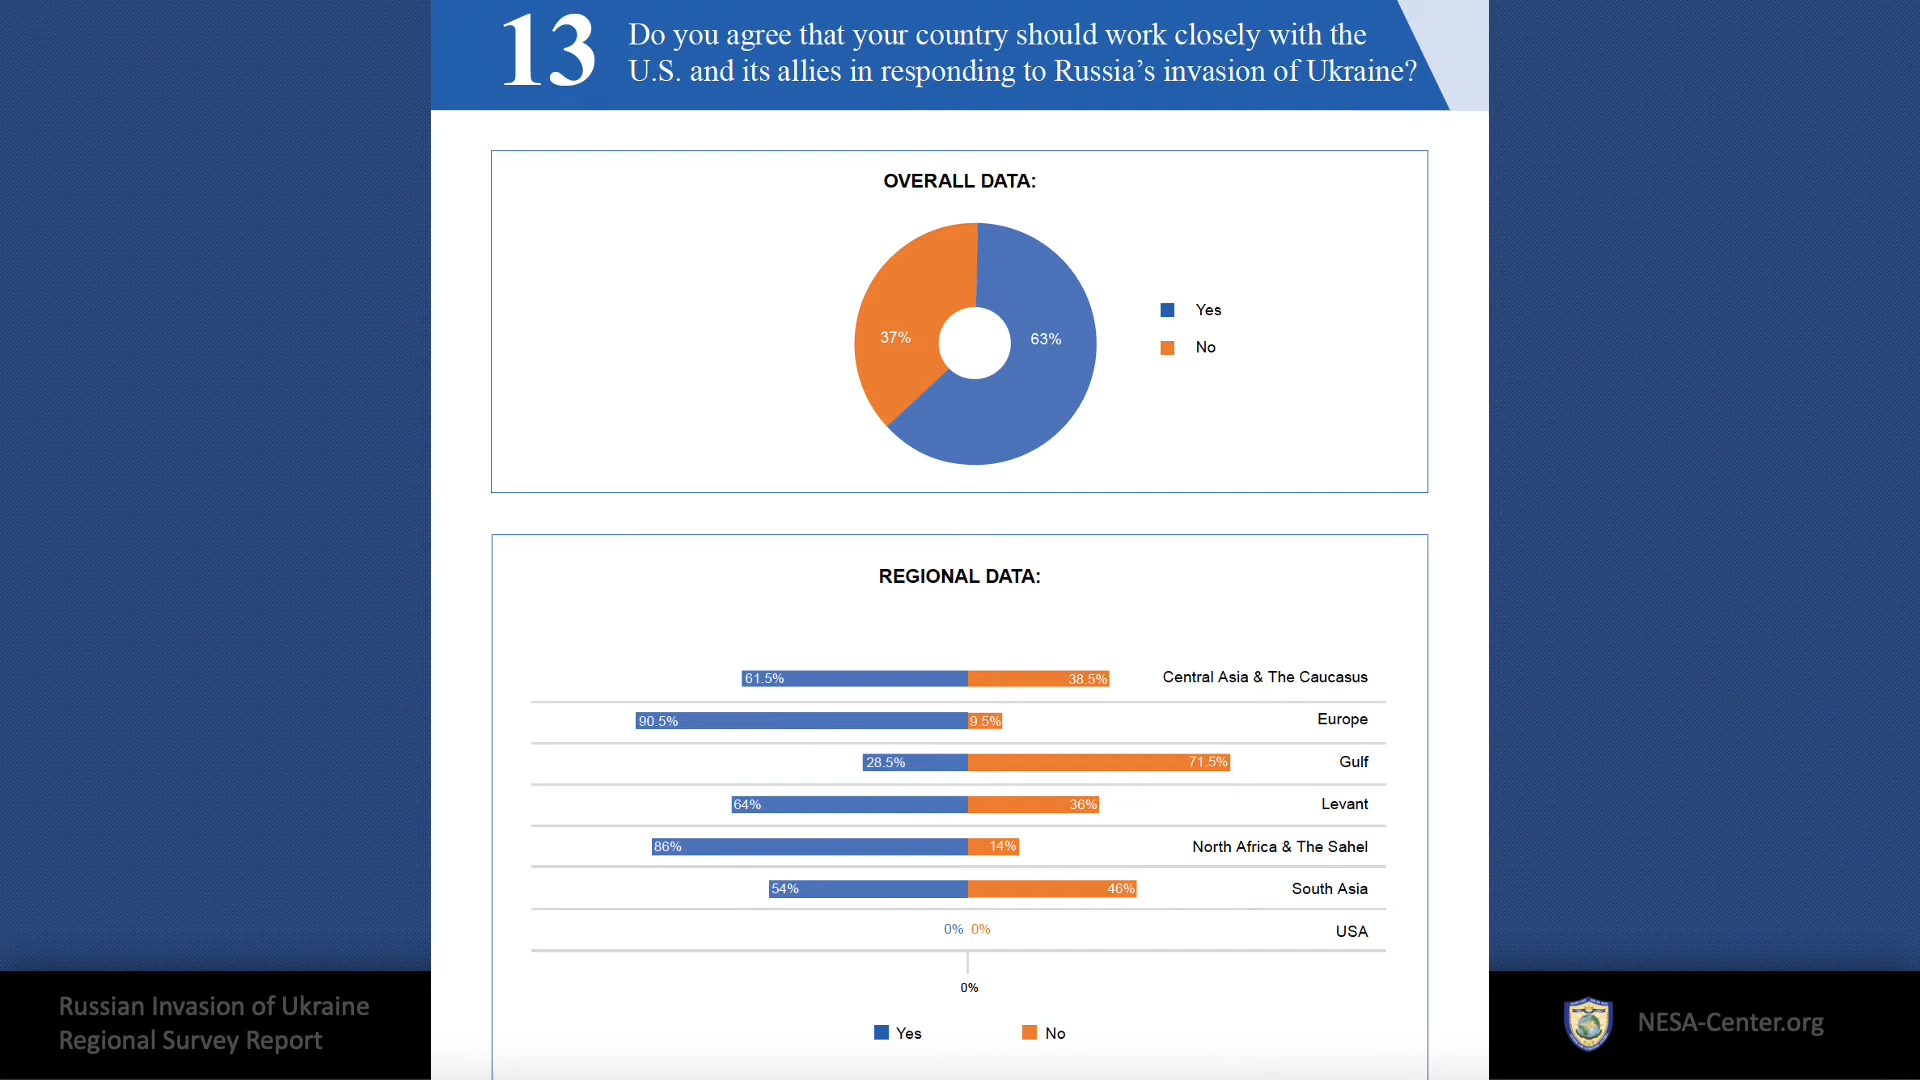 13
Do you agree that your country should work closely with the
U.S. and its allies in responding to Russia’s invasion of Ukraine?
OVERALL DATA:
37%
63%
Yes
No
REGIONAL DATA:
61.5% 38.5% Central Asia & The Caucasus
90.5% 9.5% Europe
28.5% 71.5% Gulf
64% 36% Levant
86% 14% North Africa & The Sahel
54% 46% South Asia
0% 0% USA
0%
Yes No
Russian Invasion of Ukraine
Regional Survey Report
NESA-Center.org